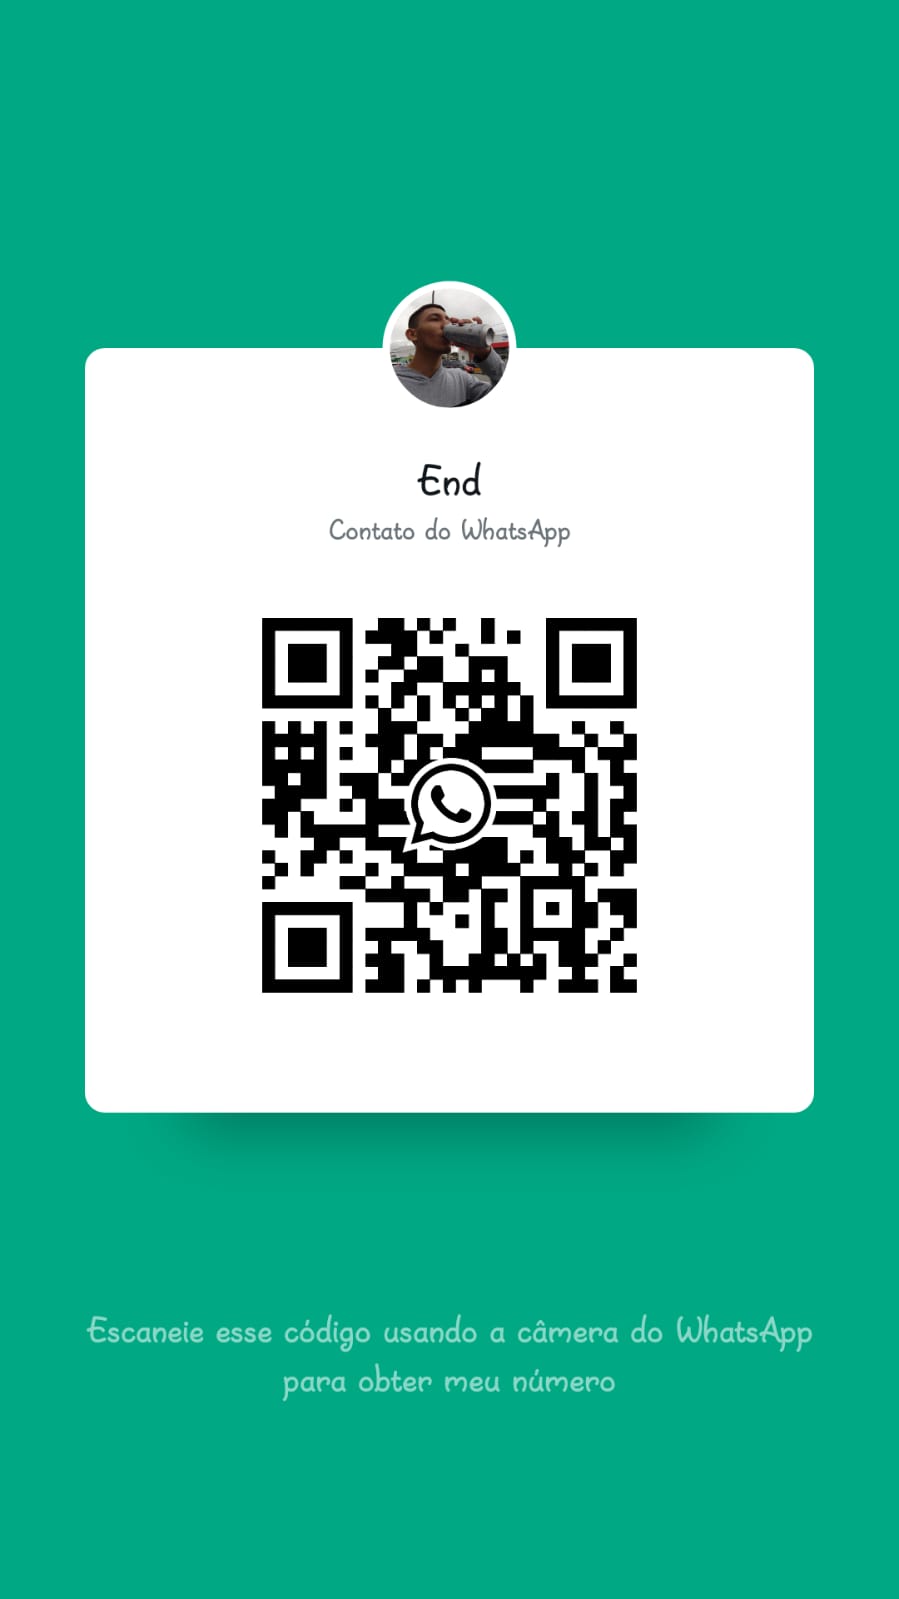 End
Contato do WhatsApp
Escaneie esse código usando a câmera do WhatsApp
para obter meu número